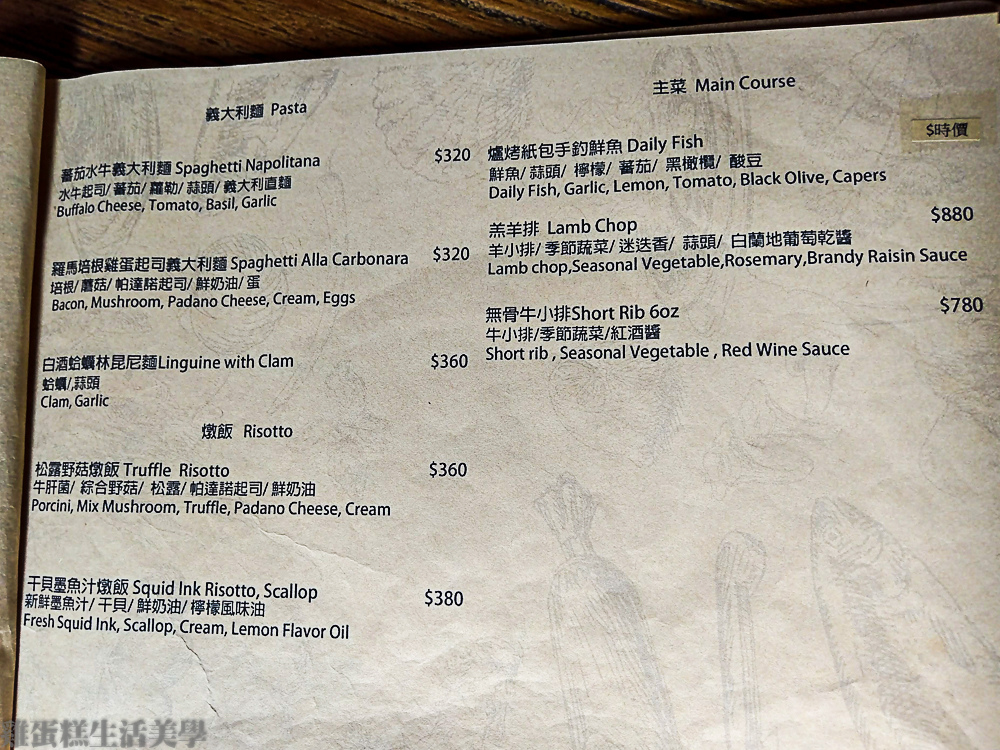 義大利麵 Pasta
蕃茄水牛義大利麵 Spaghetti Napolitana $320
水牛起司/ 蕃茄/ 蘿勒/ 蒜頭/ 義大利直麵
Buffalo Cheese, Tomato, Basil, Garlic
羅馬培根雞蛋起司義大利麵 Spaghetti Alla Carbonara $320
培根/ 蘑菇/ 帕達諾起司/ 鮮奶油/ 蛋
Bacon, Mushroom, Padano Cheese, Cream, Eggs
白酒蛤蠣林昆尼麵Linguine with Clam $360
蛤蠣/,蒜頭
Clam, Garlic
燉飯 Risotto
松露野菇燉飯 Truffle Risotto $360
牛肝菌/ 綜合野菇/ 松露/ 帕達諾起司/ 鮮奶油
Porcini, Mix Mushroom, Truffle, Padano Cheese, Cream
干貝墨魚汁燉飯 Squid Ink Risotto, Scallop $380
新鮮墨魚汁/ 干貝/ 鮮奶油/ 檸檬風味油
Fresh Squid Ink, Scallop, Cream, Lemon Flavor Oil
主菜 Main Course
$時價
爐烤紙包手釣鮮魚 Daily Fish
鮮魚/ 蒜頭/ 檸檬/ 蕃茄/ 黑橄欖/ 酸豆
Daily Fish, Garlic, Lemon, Tomato, Black Olive, Capers
羔羊排 Lamb Chop $880
羊小排/ 季節蔬菜/ 迷迭香/ 蒜頭/ 白蘭地葡萄乾醬
Lamb chop,Seasonal Vegetable,Rosemary,Brandy Raisin Sauce
無骨牛小排Short Rib 6oz $780
牛小排/季節蔬菜/紅酒醬
Short rib , Seasonal Vegetable , Red Wine Sauce
雞蛋糕生活美學